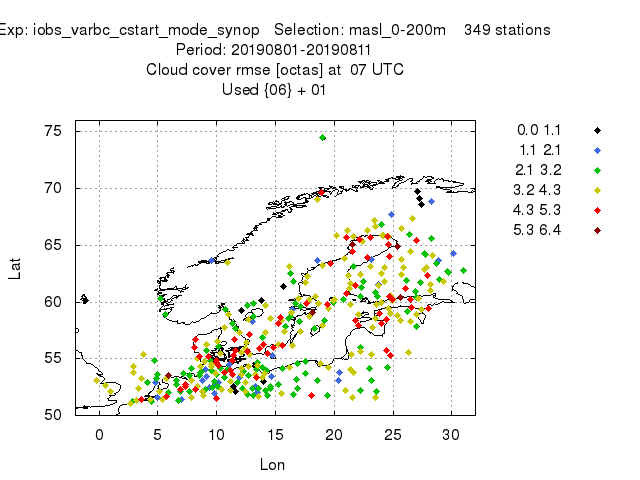 Exp: iobs_varbc_cstart_mode_synop   Selection: masl_0-200m    349 stations
Period: 20190801-20190811
Cloud cover rmse [octas] at  07 UTC
Used {06} + 01
0.0 1.1
1.1 2.1
2.1 3.2
3.2 4.3
4.3 5.3
5.3 6.4
75
70
65
60
55
50
Lat
0 5 10 15 20 25 30
Lon